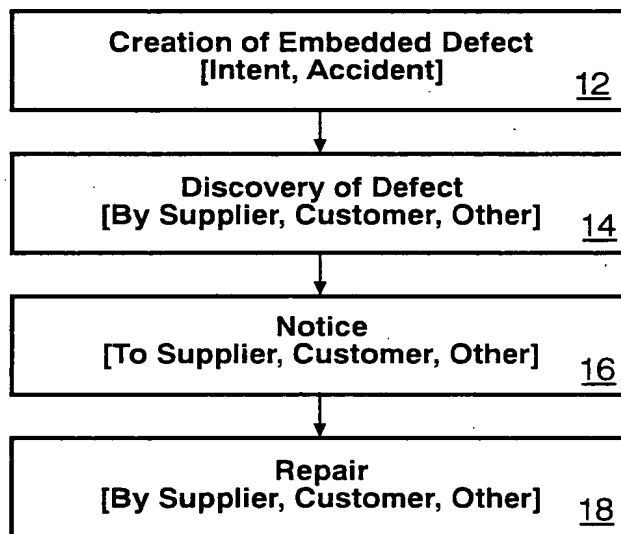 Creation of Embedded Defect
[Intent, Accident]
12
Discovery of Defect
[By Supplier, Customer, Other]
14
Notice
[To Supplier, Customer, Other]
16
Repair
[By Supplier, Customer, Other]
18